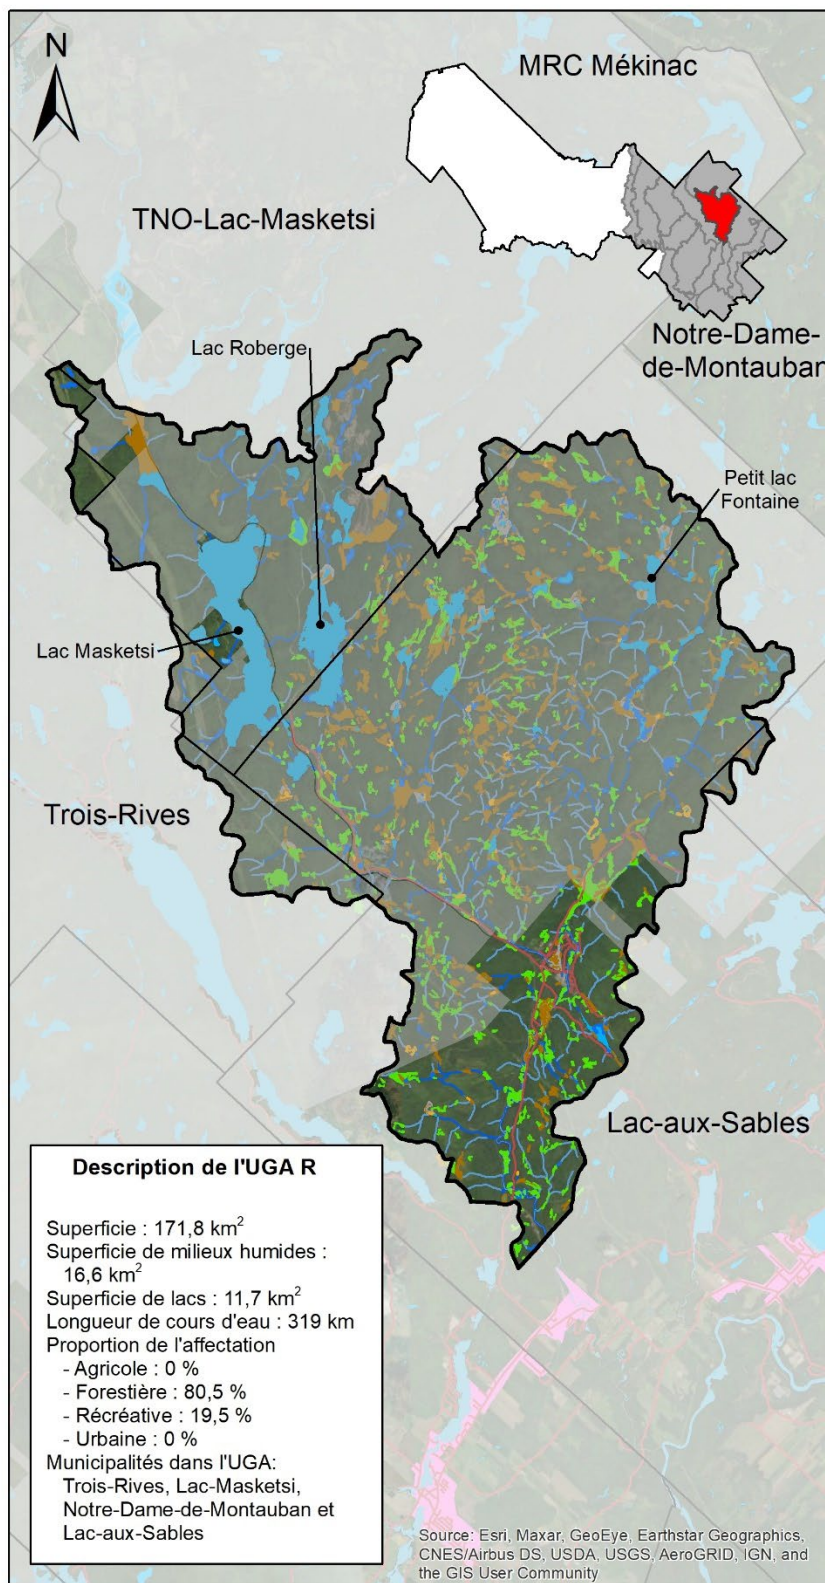 N
MRC Mékinac
TNO-Lac-Masketsi
Notre-Dame-
de-Montauban
Lac Roberge
Petit lac
Fontaine
Lac Masketsi
Trois-Rives
Lac-aux-Sables
Description de l'UGA R
Superficie : 171,8 km²
Superficie de milieux humides :
16,6 km²
Superficie de lacs : 11,7 km²
Longueur de cours d'eau : 319 km
Proportion de l'affectation
- Agricole : 0 %
- Forestière : 80,5 %
- Récréative : 19,5 %
- Urbaine : 0 %
Municipalités dans l'UGA:
Trois-Rives, Lac-Masketsi,
Notre-Dame-de-Montauban et
Lac-aux-Sables
Source: Esri, Maxar, GeoEye, Earthstar Geographics,
CNES/Airbus DS, USDA, USGS, AeroGRID, IGN, and
the GIS User Community